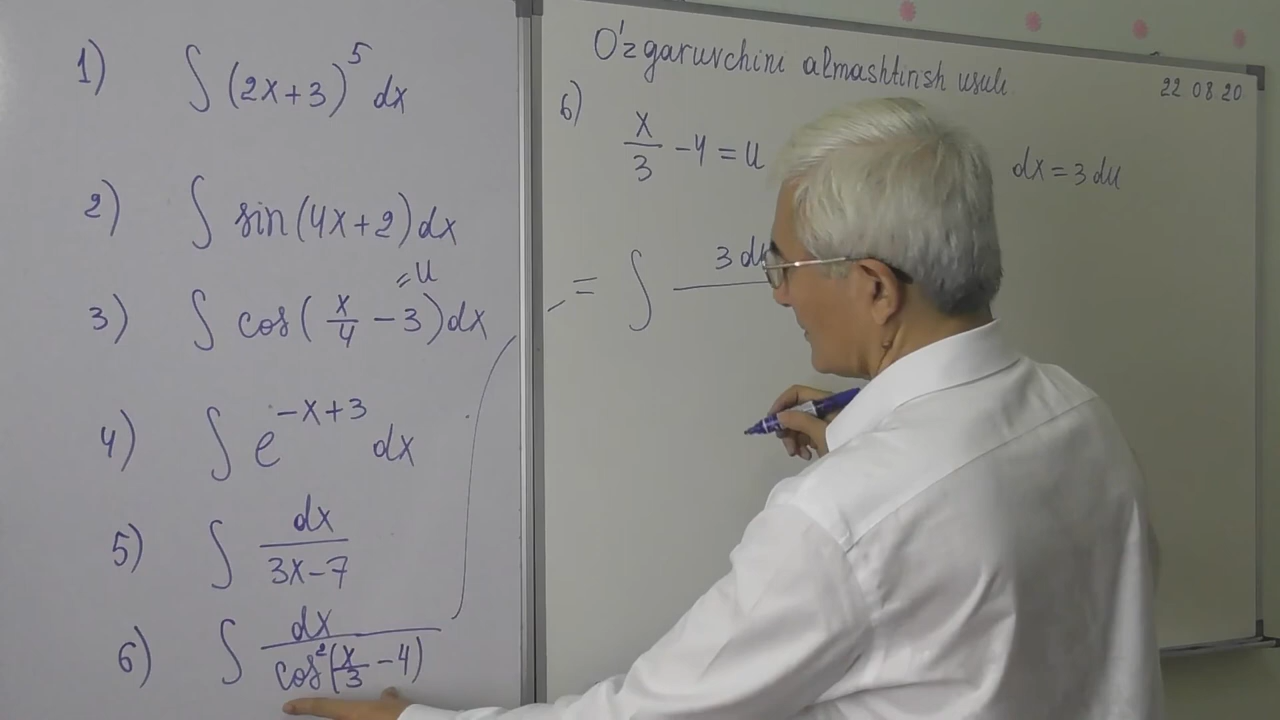 1) ∫ (2x+3)^5 dx
2) ∫ sin(4x+2)dx
=u
3) ∫ cos(x/4 −3)dx
4) ∫ e^(−x+3) dx
5) ∫ dx/(3x−7)
6) ∫ dx/(cos²(x/3 −4))
O'zgaruvchini almashtirish usuli
22 08 20
6) x/3 −4=u
dx=3du
= ∫ 3du